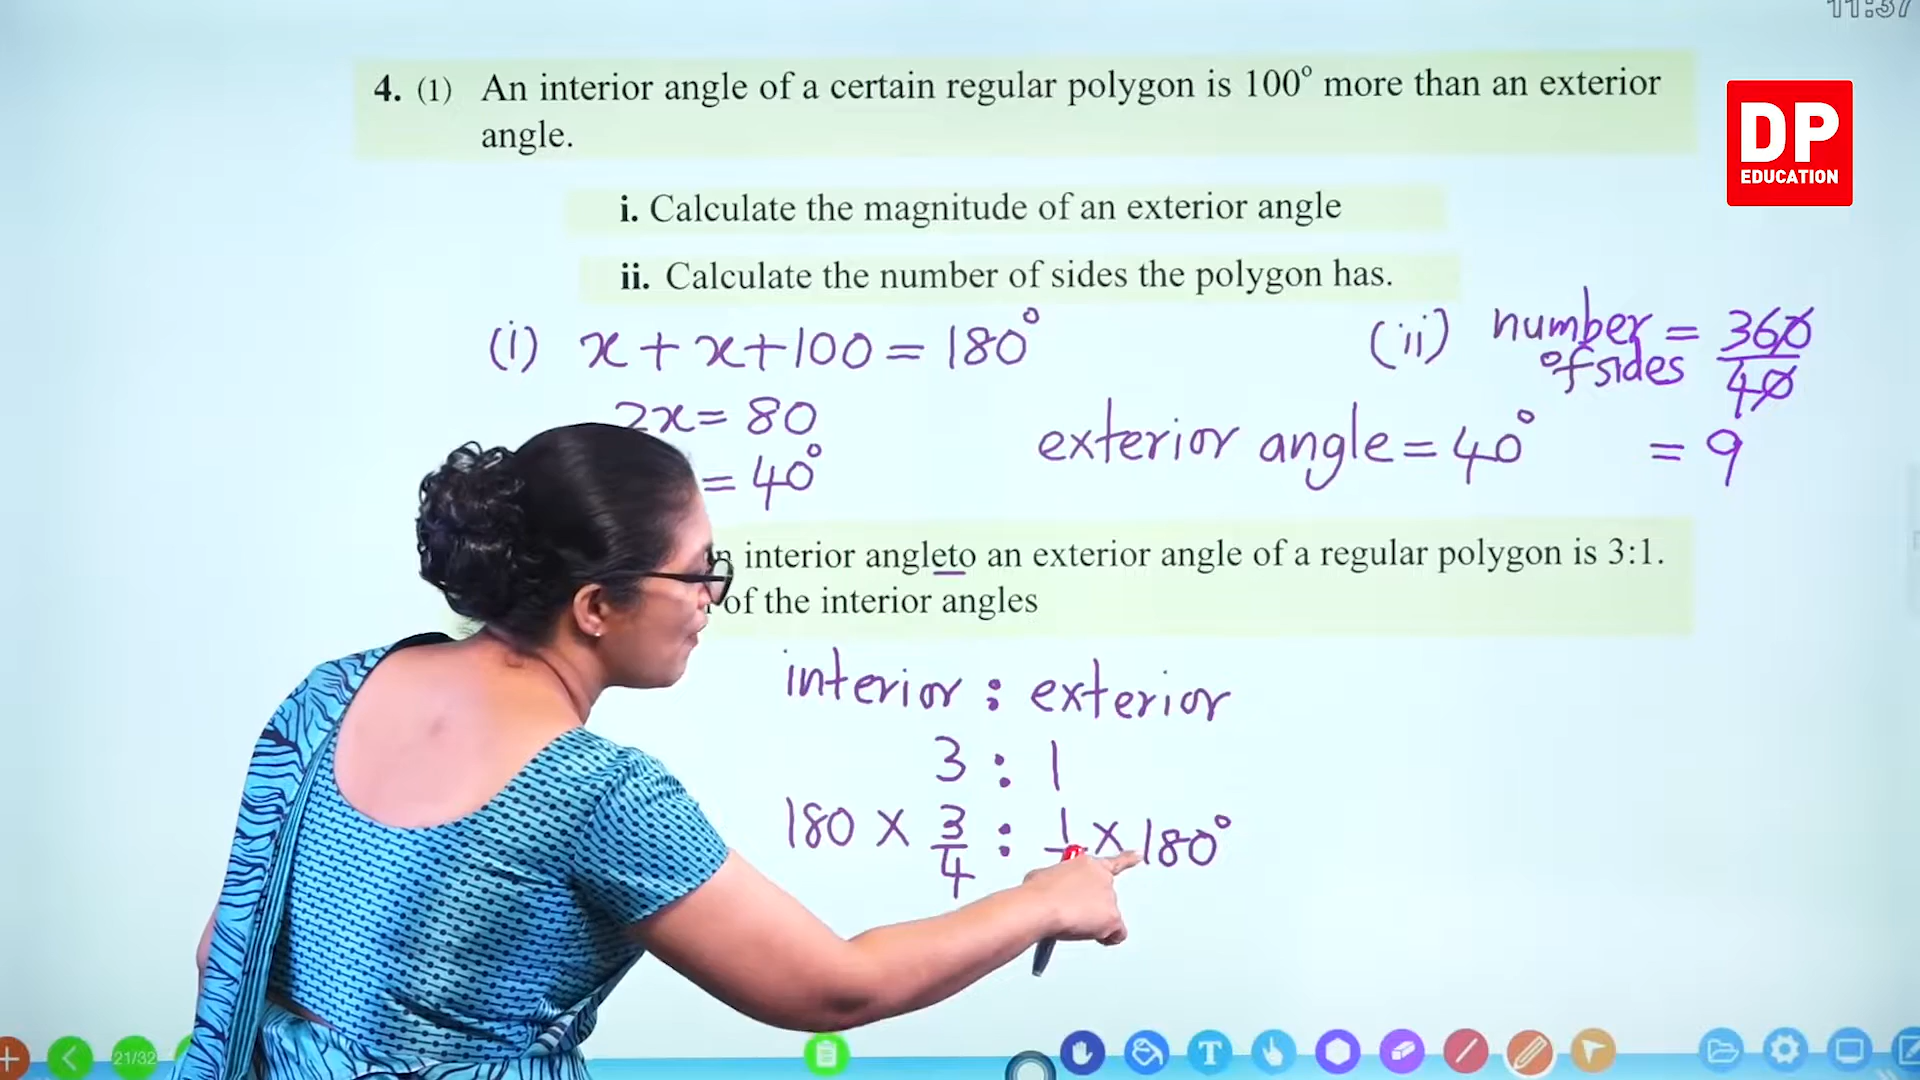 11:37
4. (1) An interior angle of a certain regular polygon is 100° more than an exterior
angle.
DP
EDUCATION
i. Calculate the magnitude of an exterior angle
ii. Calculate the number of sides the polygon has.
(i) x + x + 100 = 180°
2x = 80
= 40°
exterior angle = 40°
(ii) number of sides = 360/40
= 9
interior angleto an exterior angle of a regular polygon is 3:1.
of the interior angles
interior : exterior
3 : 1
180 × 3/4 : 1 × 180°
21/32
T